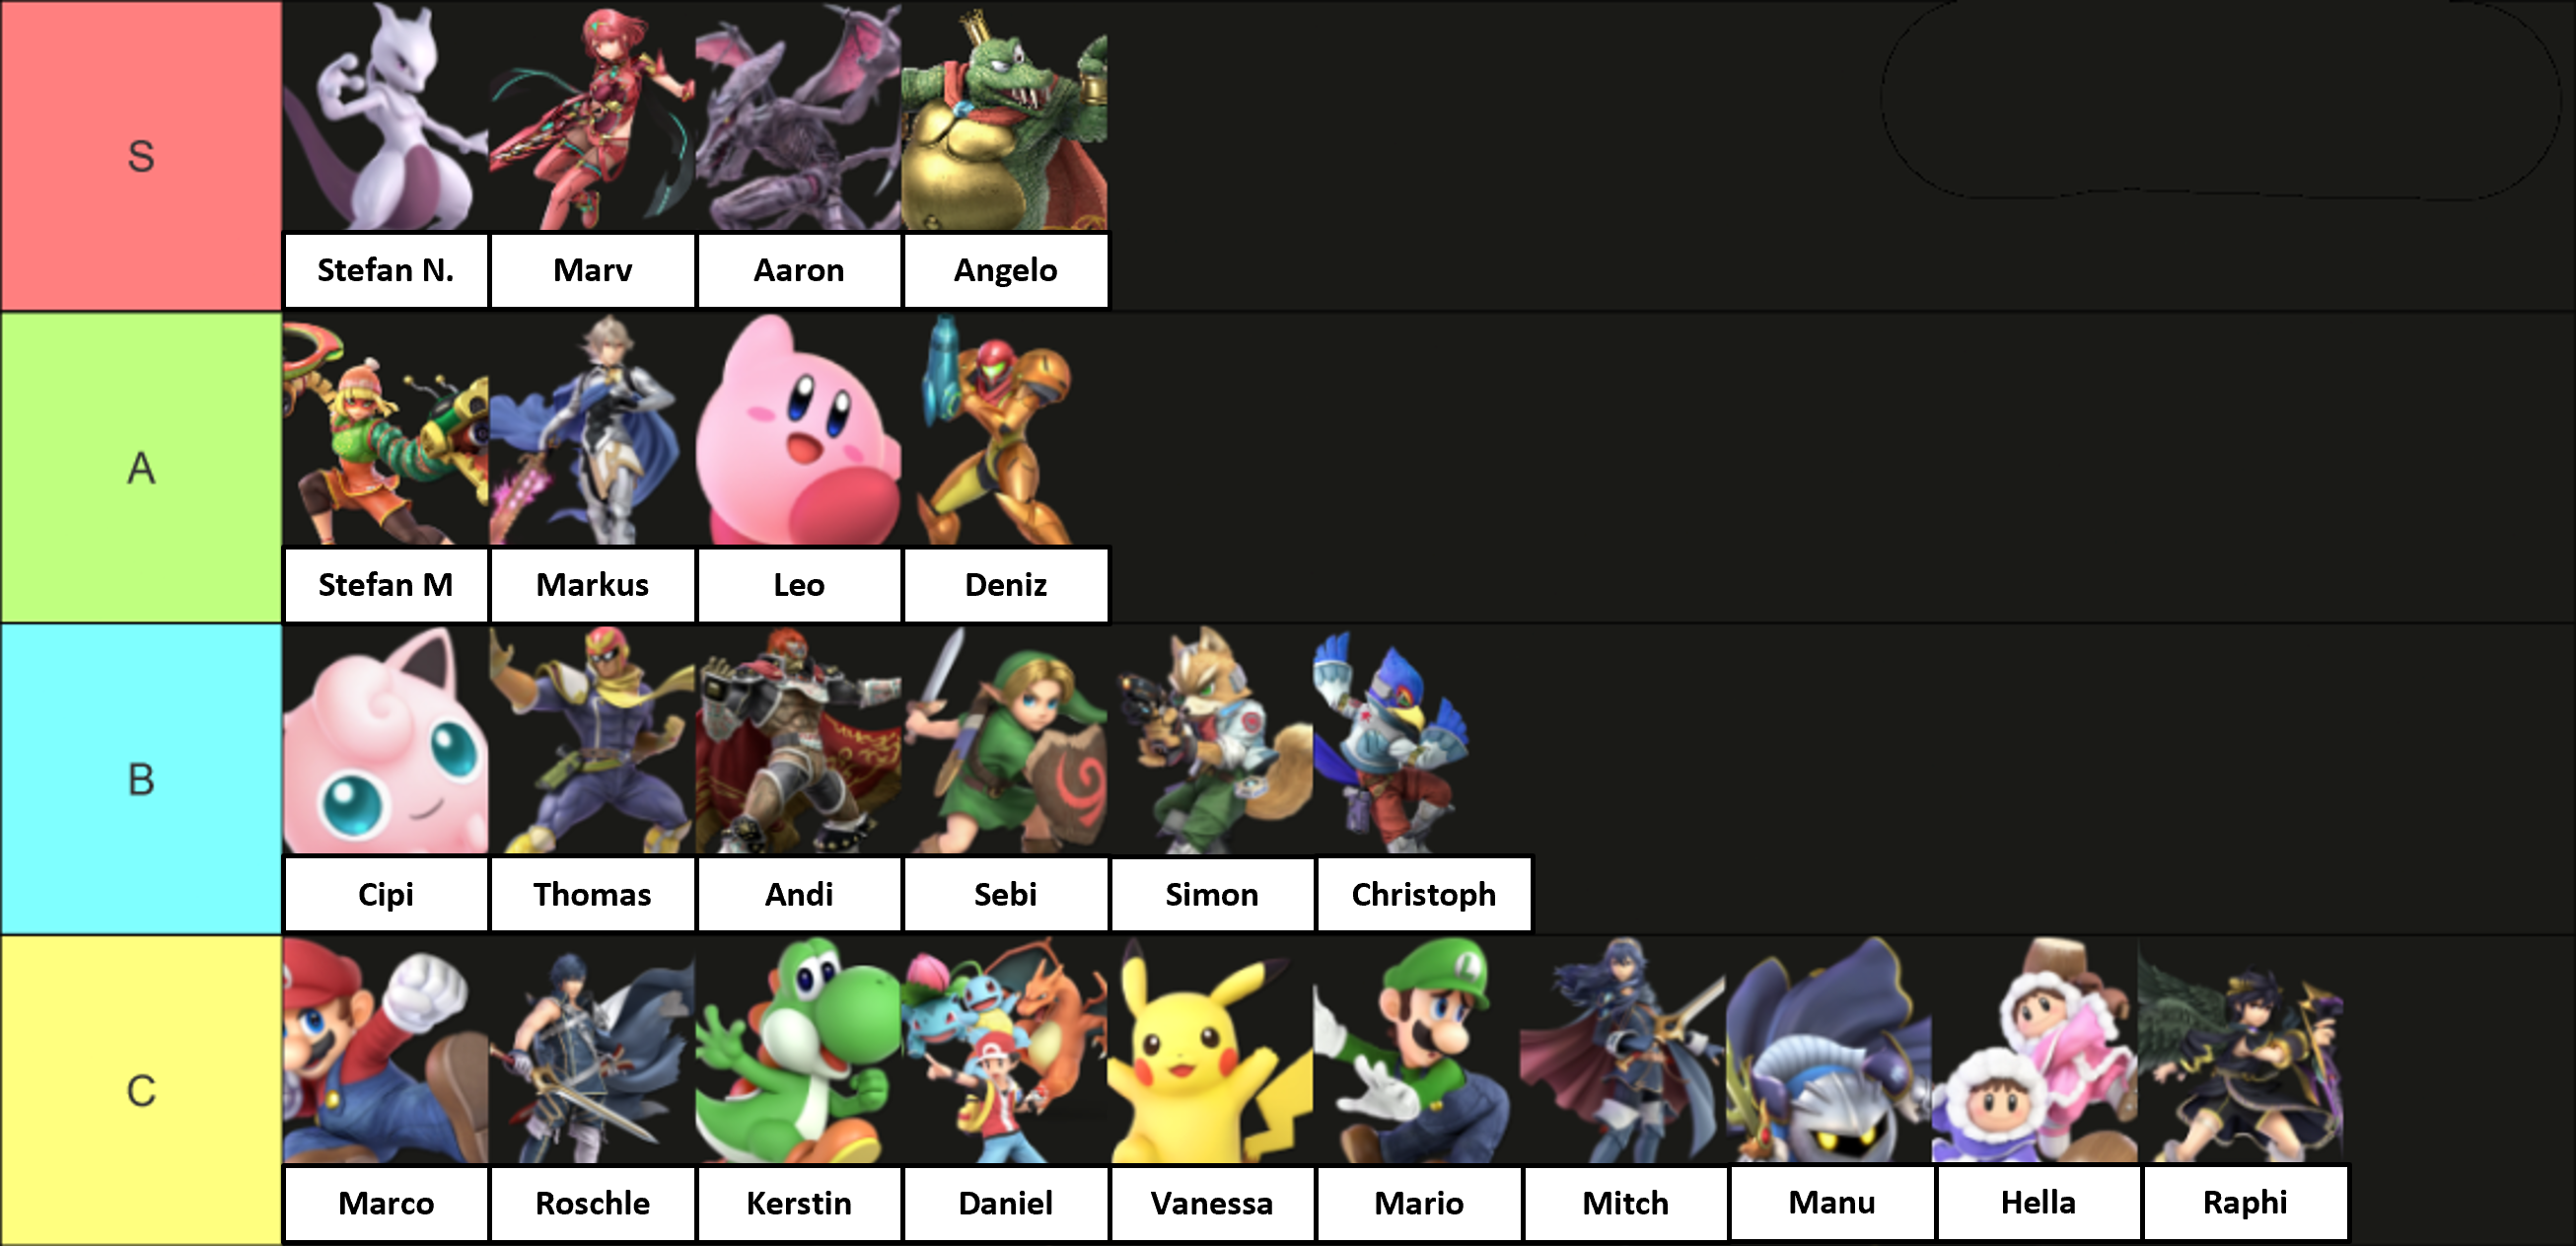 S
Stefan N.
Marv
Aaron
Angelo
A
Stefan M
Markus
Leo
Deniz
B
Cipi
Thomas
Andi
Sebi
Simon
Christoph
C
Marco
Roschle
Kerstin
Daniel
Vanessa
Mario
Mitch
Manu
Hella
Raphi